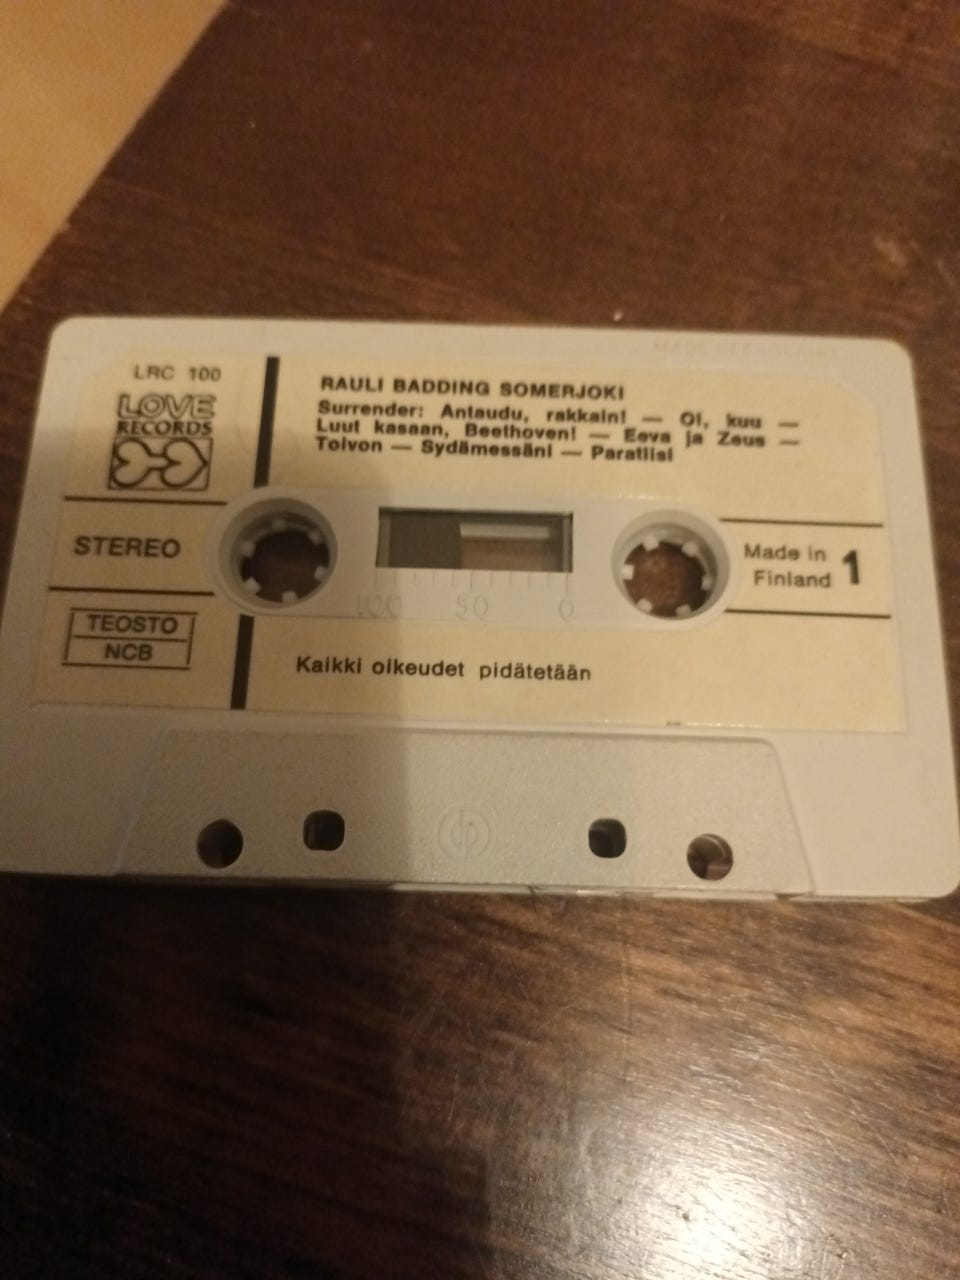 LRC 100
LOVE
RECORDS
RAULI BADDING SOMERJOKI
Surrender: Antaudu, rakkain! — Oi, kuu —
Luut kasaan, Beethoven! — Eeva ja Zeus —
Toivon — Sydämessäni — Paratiisi
STEREO
100 50 0
Made in
Finland 1
TEOSTO
NCB
Kaikki oikeudet pidätetään